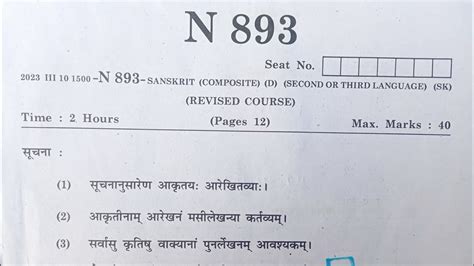 N 893
Seat No.
2023 III 10 1500-N 893-SANSKRIT (COMPOSITE) (D) (SECOND OR THIRD LANGUAGE) (SK)
(REVISED COURSE)
Time : 2 Hours (Pages 12) Max. Marks : 40
सूचना :
(1) सूचनानुसारेण आकृतयः आरेखितव्याः।
(2) आकृतीनाम् आरेखनं मसीलेखन्या कर्तव्यम्।
(3) सर्वासु कृतिषु वाक्यानां पुनर्लेखनम् आवश्यकम्।